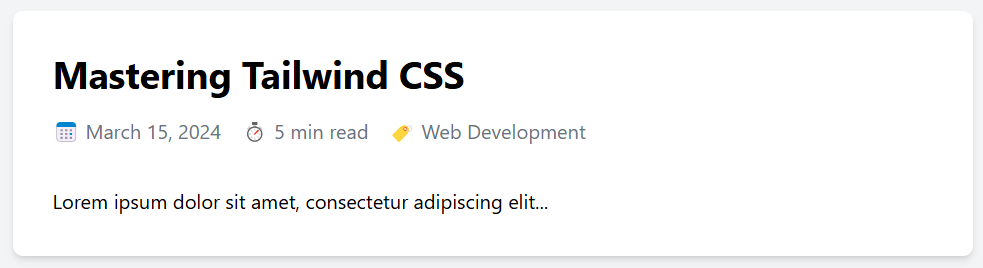 Mastering Tailwind CSS
March 15, 2024 5 min read Web Development
Lorem ipsum dolor sit amet, consectetur adipiscing elit...